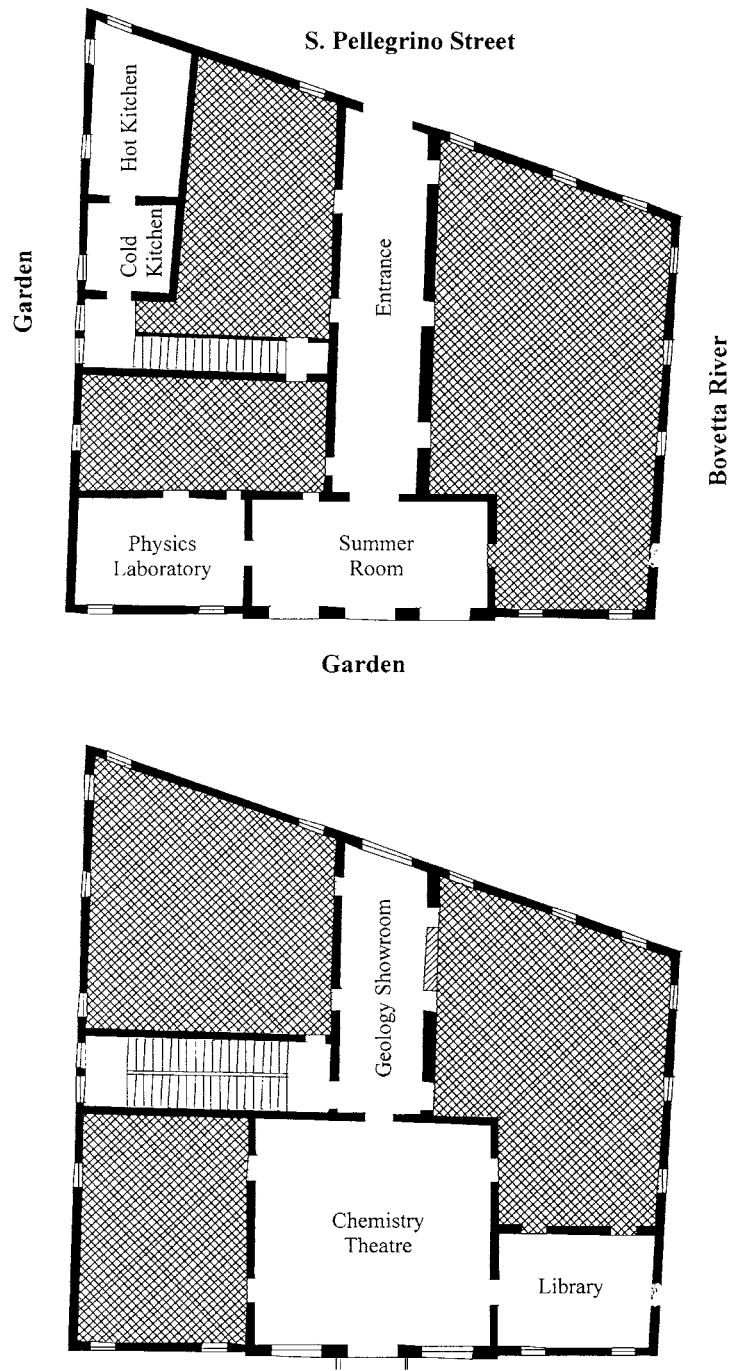 S. Pellegrino Street
Hot Kitchen
Cold
Kitchen
Entrance
Garden
Bovetta River
Physics
Laboratory
Summer
Room
Garden
Geology Showroom
Chemistry
Theatre
Library